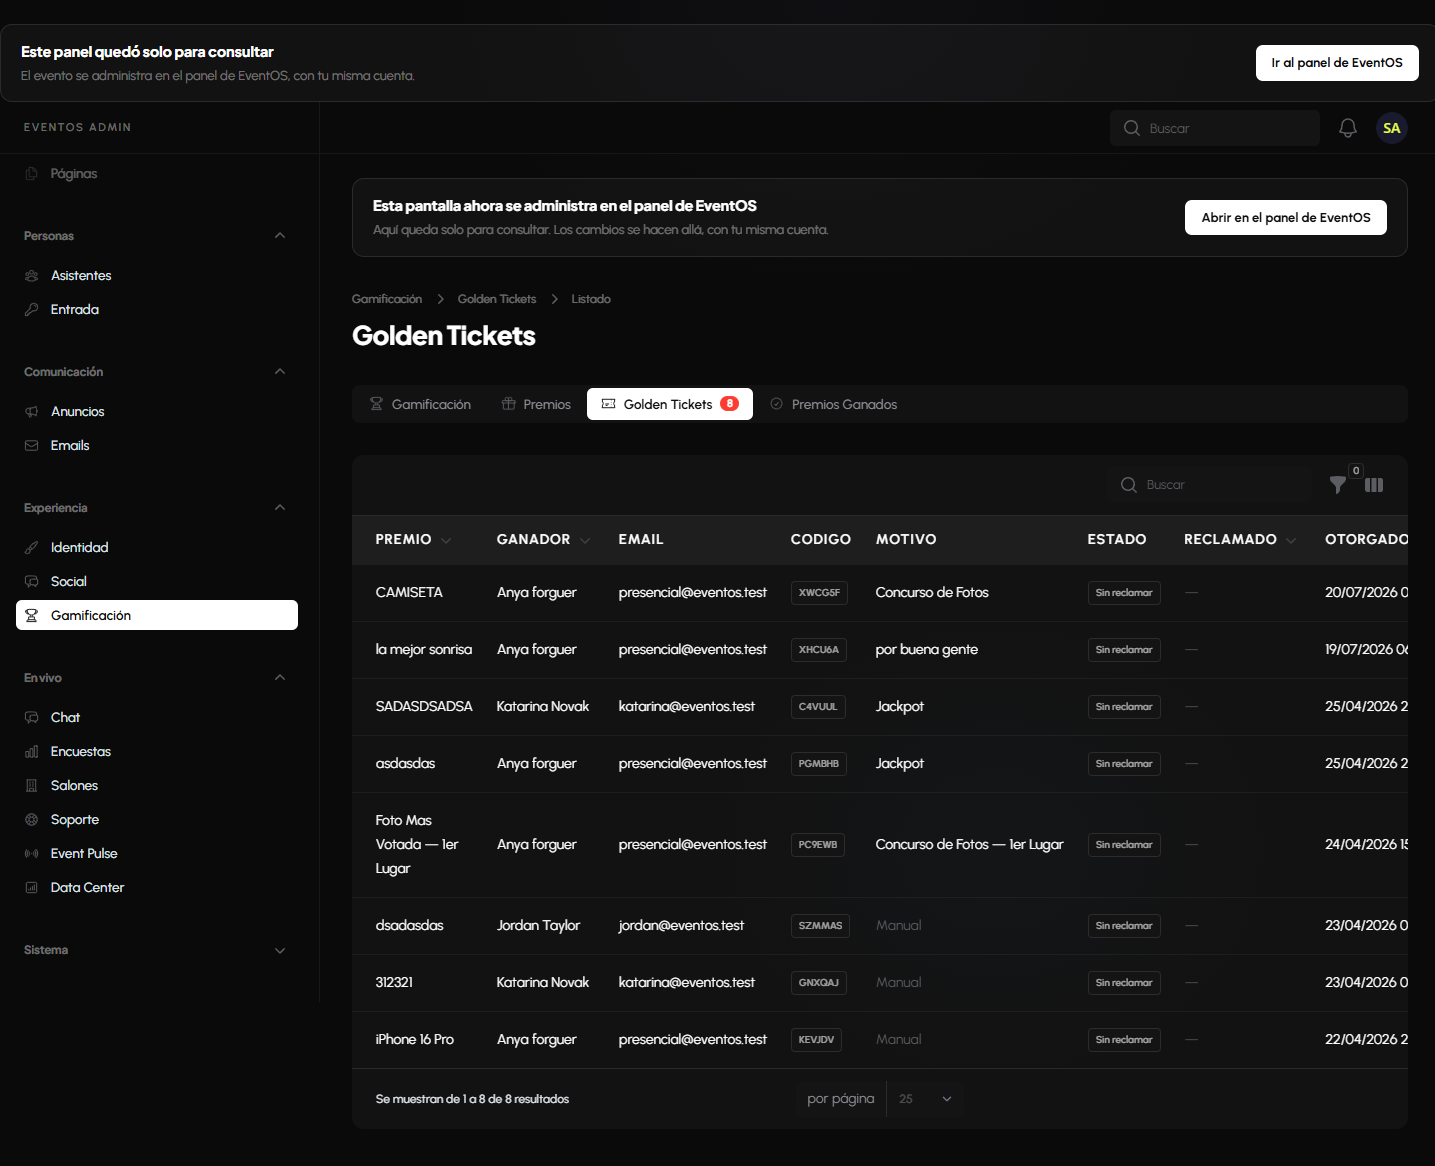 Este panel quedó solo para consultar
El evento se administra en el panel de EventOS, con tu misma cuenta.
Ir al panel de EventOS
EVENTOS ADMIN
Buscar
SA
Páginas
Personas
Asistentes
Entrada
Comunicación
Anuncios
Emails
Experiencia
Identidad
Social
Gamificación
En vivo
Chat
Encuestas
Salones
Soporte
Event Pulse
Data Center
Sistema
Esta pantalla ahora se administra en el panel de EventOS
Aquí queda solo para consultar. Los cambios se hacen allá, con tu misma cuenta.
Abrir en el panel de EventOS
Gamificación > Golden Tickets > Listado
Golden Tickets
Gamificación Premios Golden Tickets 8 Premios Ganados
Buscar 0
PREMIO GANADOR EMAIL CODIGO MOTIVO ESTADO RECLAMADO OTORGADO
CAMISETA Anya forguer presencial@eventos.test XWCG5F Concurso de Fotos Sin reclamar — 20/07/2026 0
la mejor sonrisa Anya forguer presencial@eventos.test XHCU6A por buena gente Sin reclamar — 19/07/2026 06
SADASDSADSA Katarina Novak katarina@eventos.test C4VUUL Jackpot Sin reclamar — 25/04/2026 2
asdasdas Anya forguer presencial@eventos.test PGMBHB Jackpot Sin reclamar — 25/04/2026 2
Foto Mas
Votada — 1er
Lugar
Anya forguer presencial@eventos.test PC9EWB Concurso de Fotos — 1er Lugar Sin reclamar — 24/04/2026 15
dsadasdas Jordan Taylor jordan@eventos.test SZMMAS Manual Sin reclamar — 23/04/2026 0
312321 Katarina Novak katarina@eventos.test GNXQAJ Manual Sin reclamar — 23/04/2026 0
iPhone 16 Pro Anya forguer presencial@eventos.test KEVJDV Manual Sin reclamar — 22/04/2026 2
Se muestran de 1 a 8 de 8 resultados
por página 25